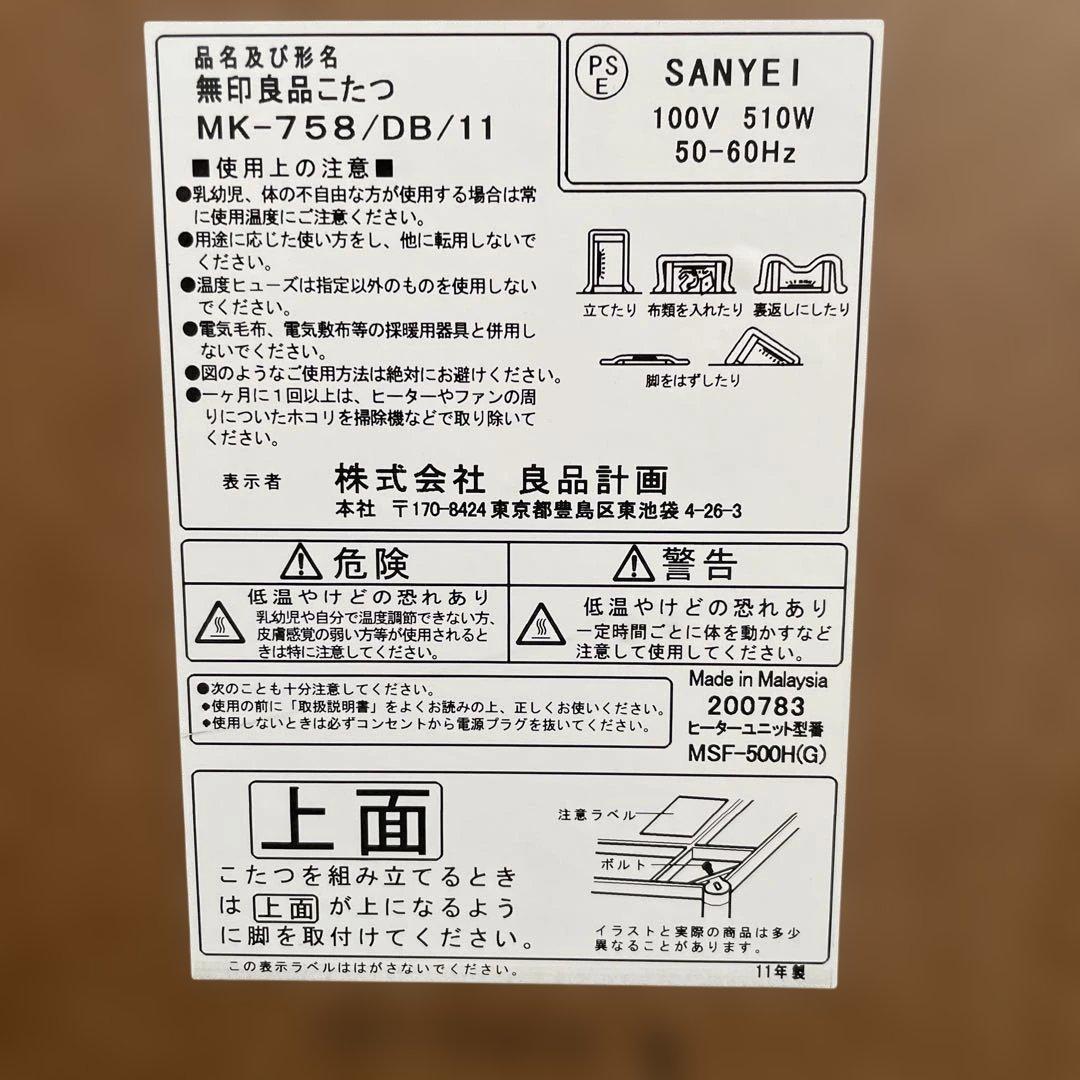 品名及び形名
無印良品こたつ
MK-758/DB/11
■使用上の注意■
●乳幼児、体の不自由な方が使用する場合は常
に使用温度にご注意ください。
●用途に応じた使い方をし、他に転用しないで
ください。
●温度ヒューズは指定以外のものを使用しない
でください。
●電気毛布、電気敷布等の採暖用器具と併用し
ないでください。
●図のようなご使用方法は絶対にお避けください。
●一ヶ月に1回以上は、ヒーターやファンの周
りについたホコリを掃除機などで取り除いて
ください。
PS
E
SANYEI
100V 510W
50-60Hz
立てたり 布類を入れたり 裏返しにしたり
脚をはずしたり
表示者 株式会社 良品計画
本社 〒170-8424 東京都豊島区東池袋 4-26-3
危険
低温やけどの恐れあり
乳幼児や自分で温度調節できない方、
皮膚感覚の弱い方等が使用されると
きは特に注意してください。
警告
低温やけどの恐れあり
一定時間ごとに体を動かすなど
注意して使用してください。
●次のことも十分注意してください。
◆使用の前に「取扱説明書」をよくお読みの上、正しくお使いください。
◆使用しないときは必ずコンセントから電源プラグを抜いてください。
Made in Malaysia
200783
ヒーターユニット型番
MSF-500H(G)
上面
こたつを組み立てるとき
は 上面 が上になるよう
に脚を取付けてください。
注意ラベル
ボルト
イラストと実際の商品は多少
異なることがあります。
この表示ラベルははがさないでください。
11年製